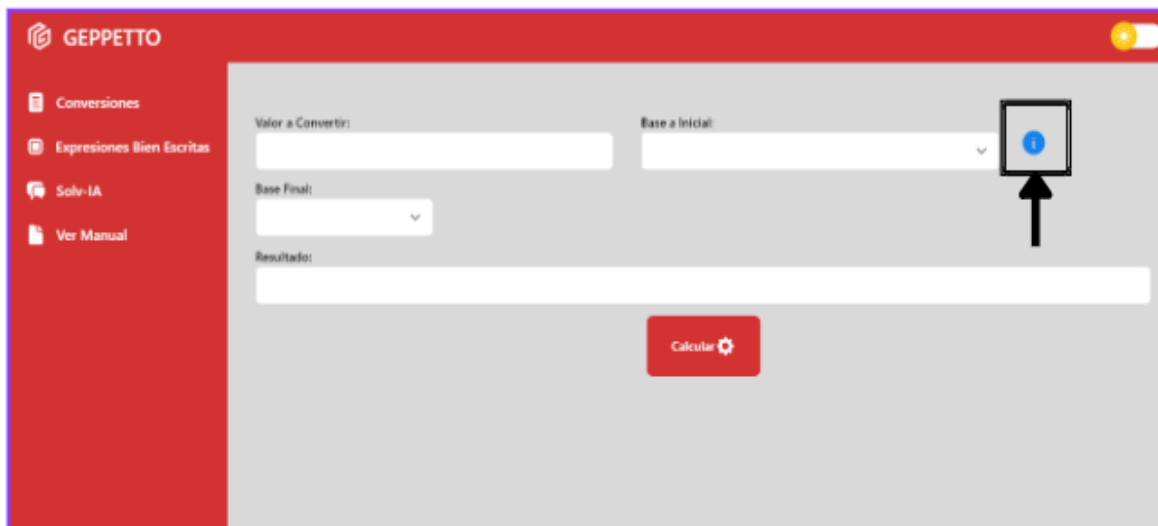 GEPPETTO
Conversiones
Expresiones Bien Escritas
Solv-IA
Ver Manual
Valor a Convertir:
Base a Inicial:
i
Base Final:
Resultado:
Calcular